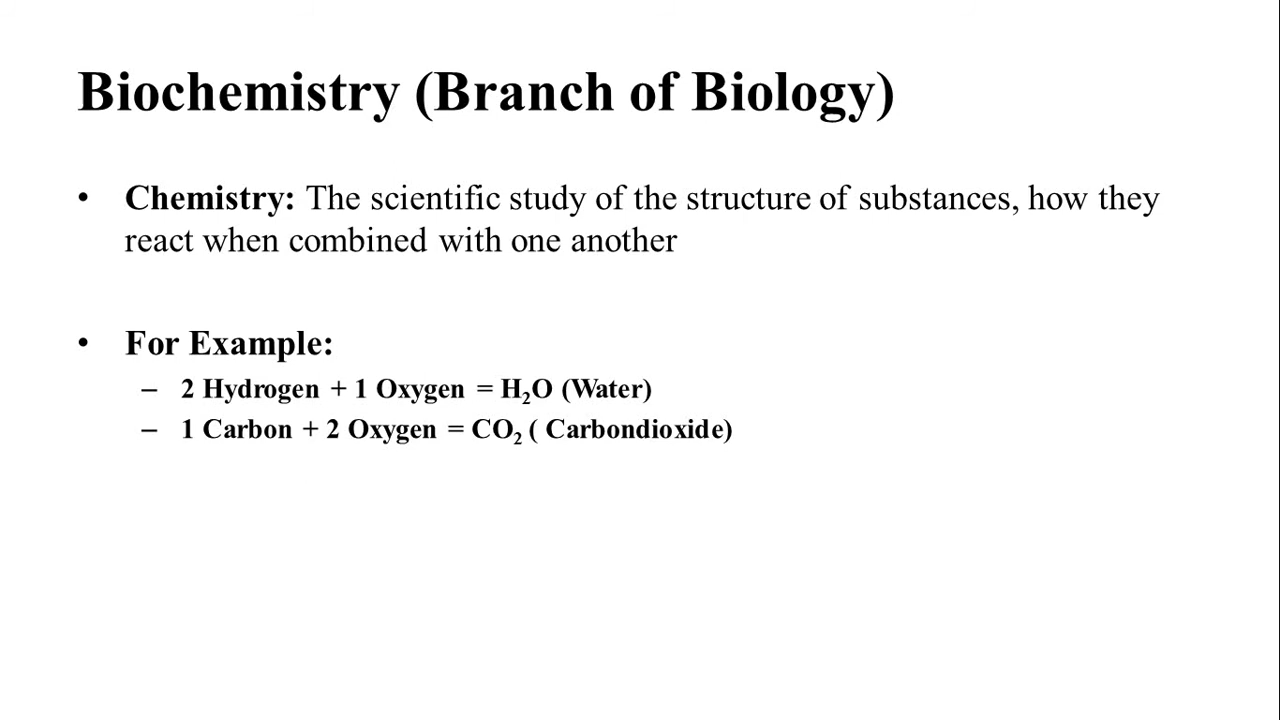 Biochemistry (Branch of Biology)
• Chemistry: The scientific study of the structure of substances, how they
react when combined with one another
• For Example:
– 2 Hydrogen + 1 Oxygen = H₂O (Water)
– 1 Carbon + 2 Oxygen = CO₂ ( Carbondioxide)